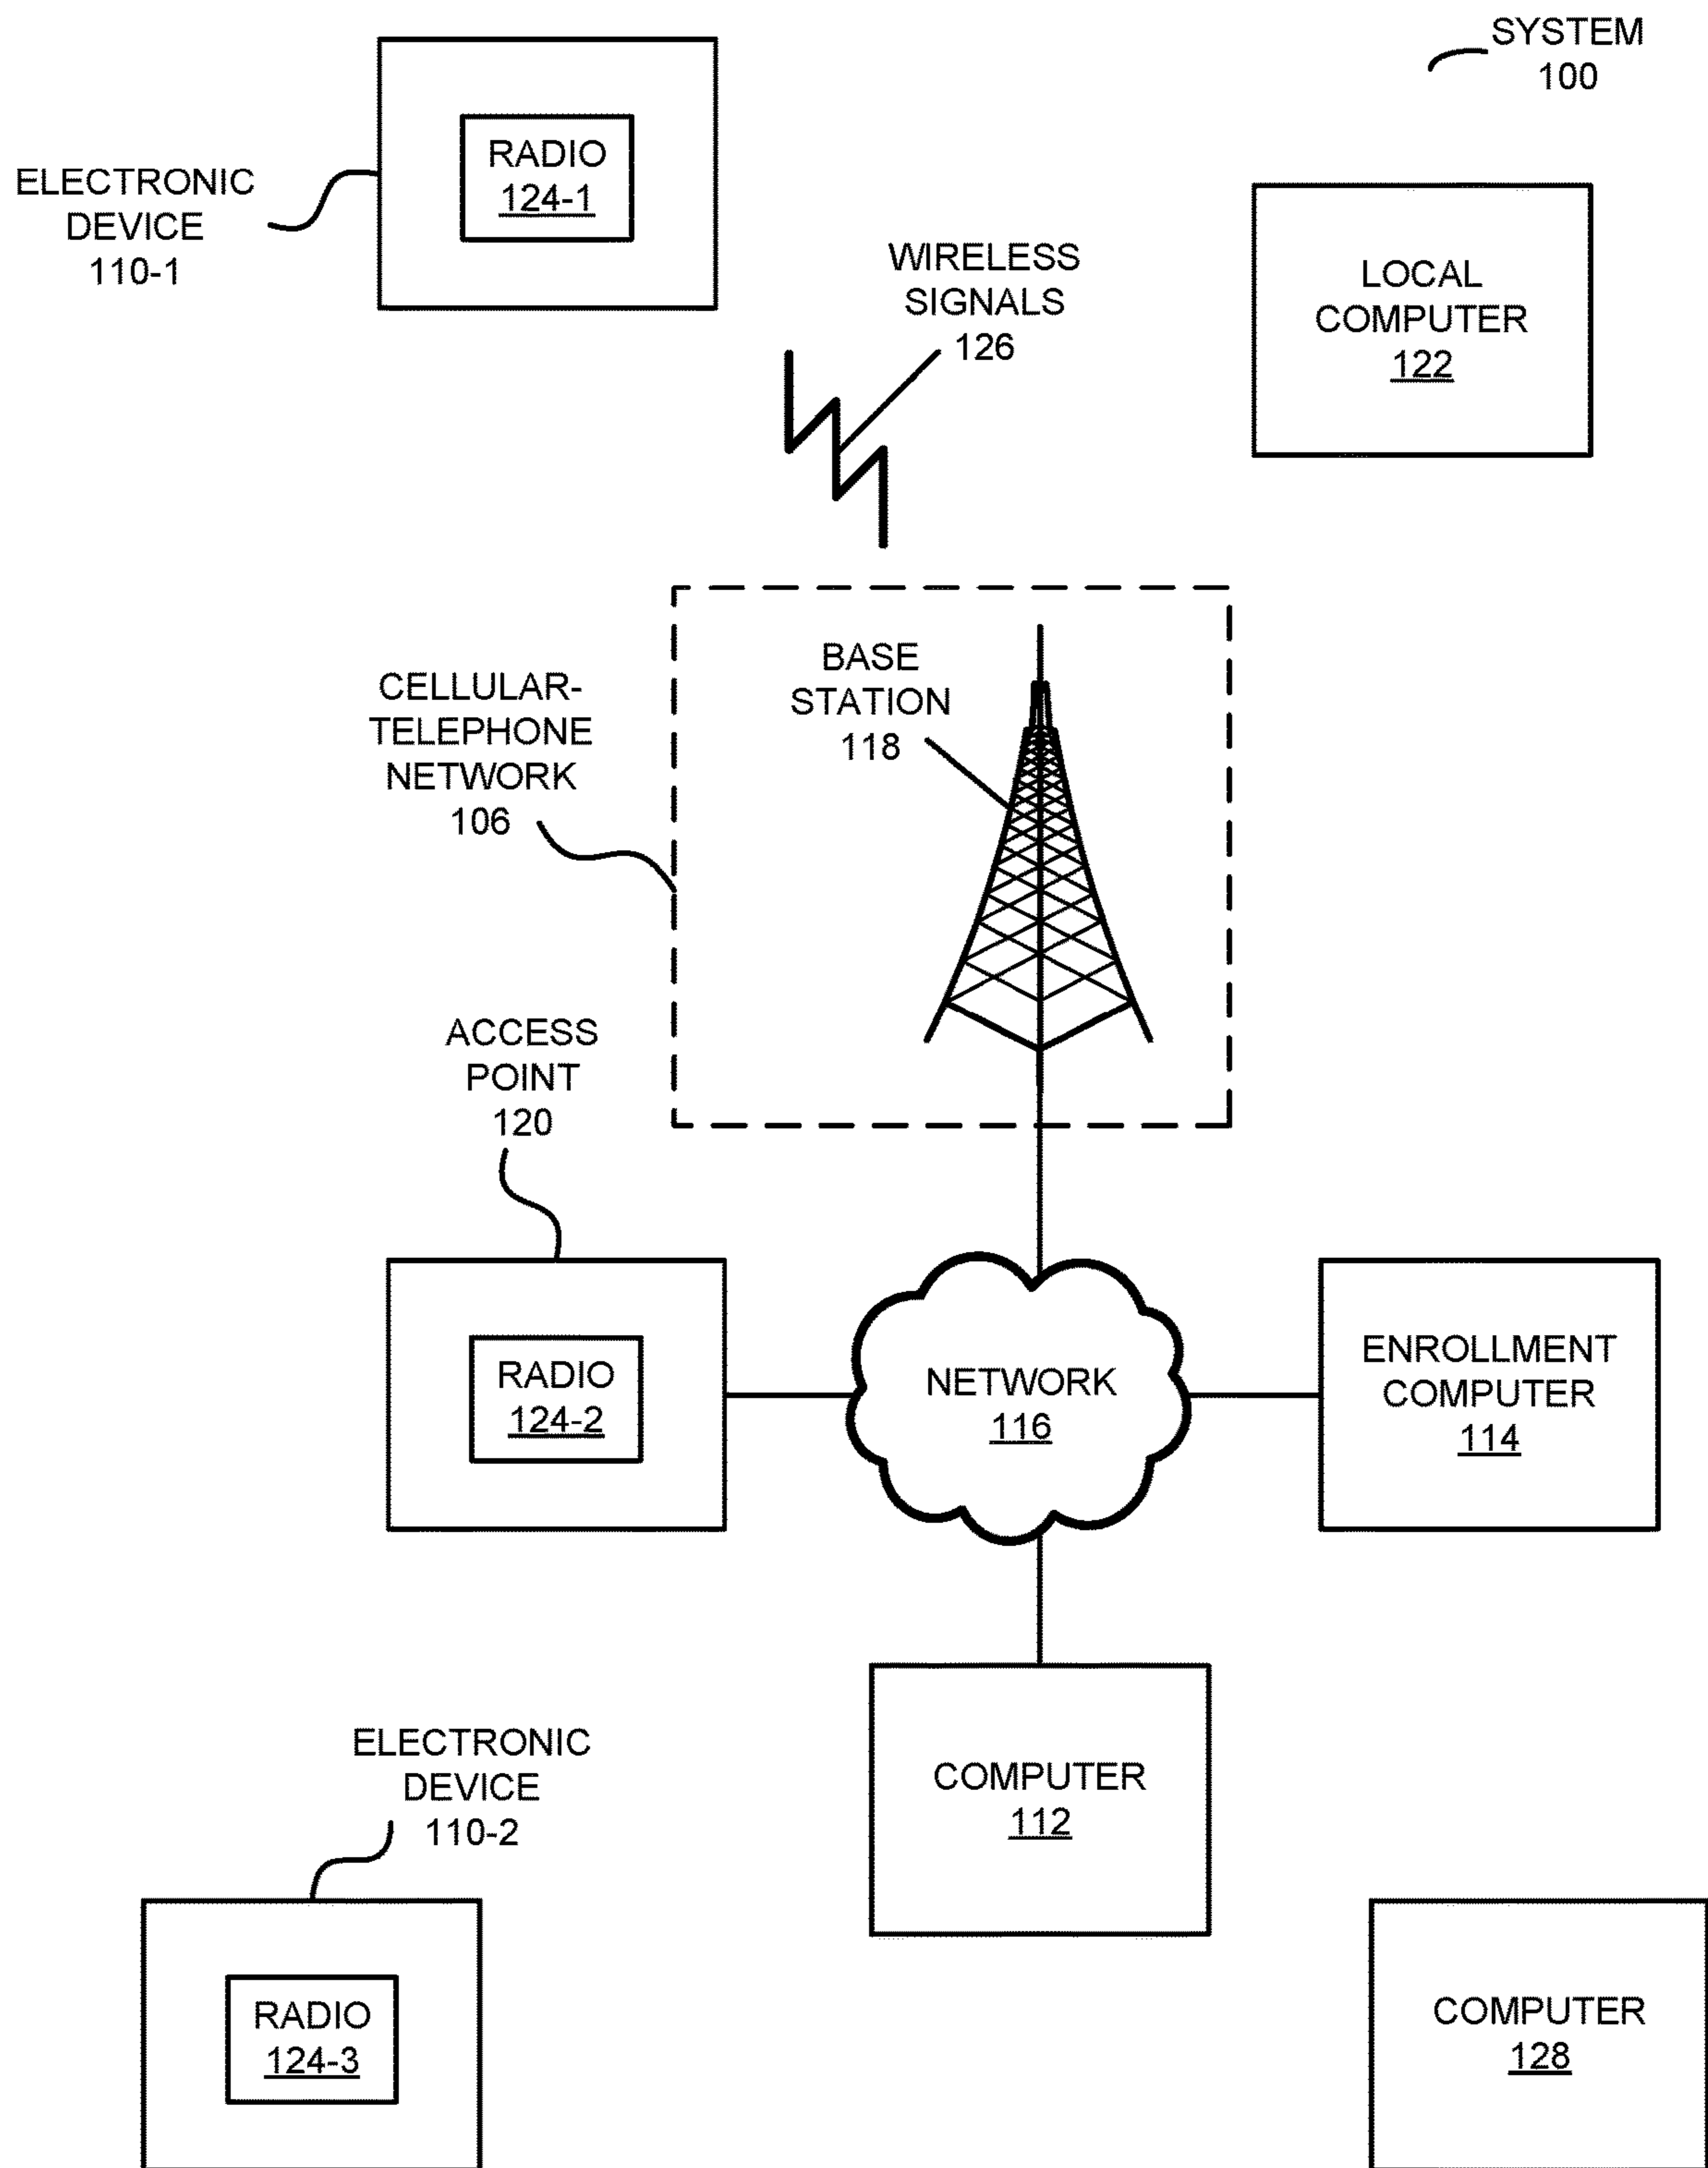 SYSTEM
100
RADIO
124-1
ELECTRONIC
DEVICE
110-1
WIRELESS
SIGNALS
126
LOCAL
COMPUTER
122
BASE
STATION
118
CELLULAR-
TELEPHONE
NETWORK
106
ACCESS
POINT
120
RADIO
124-2
NETWORK
116
ENROLLMENT
COMPUTER
114
ELECTRONIC
DEVICE
110-2
COMPUTER
112
RADIO
124-3
COMPUTER
128